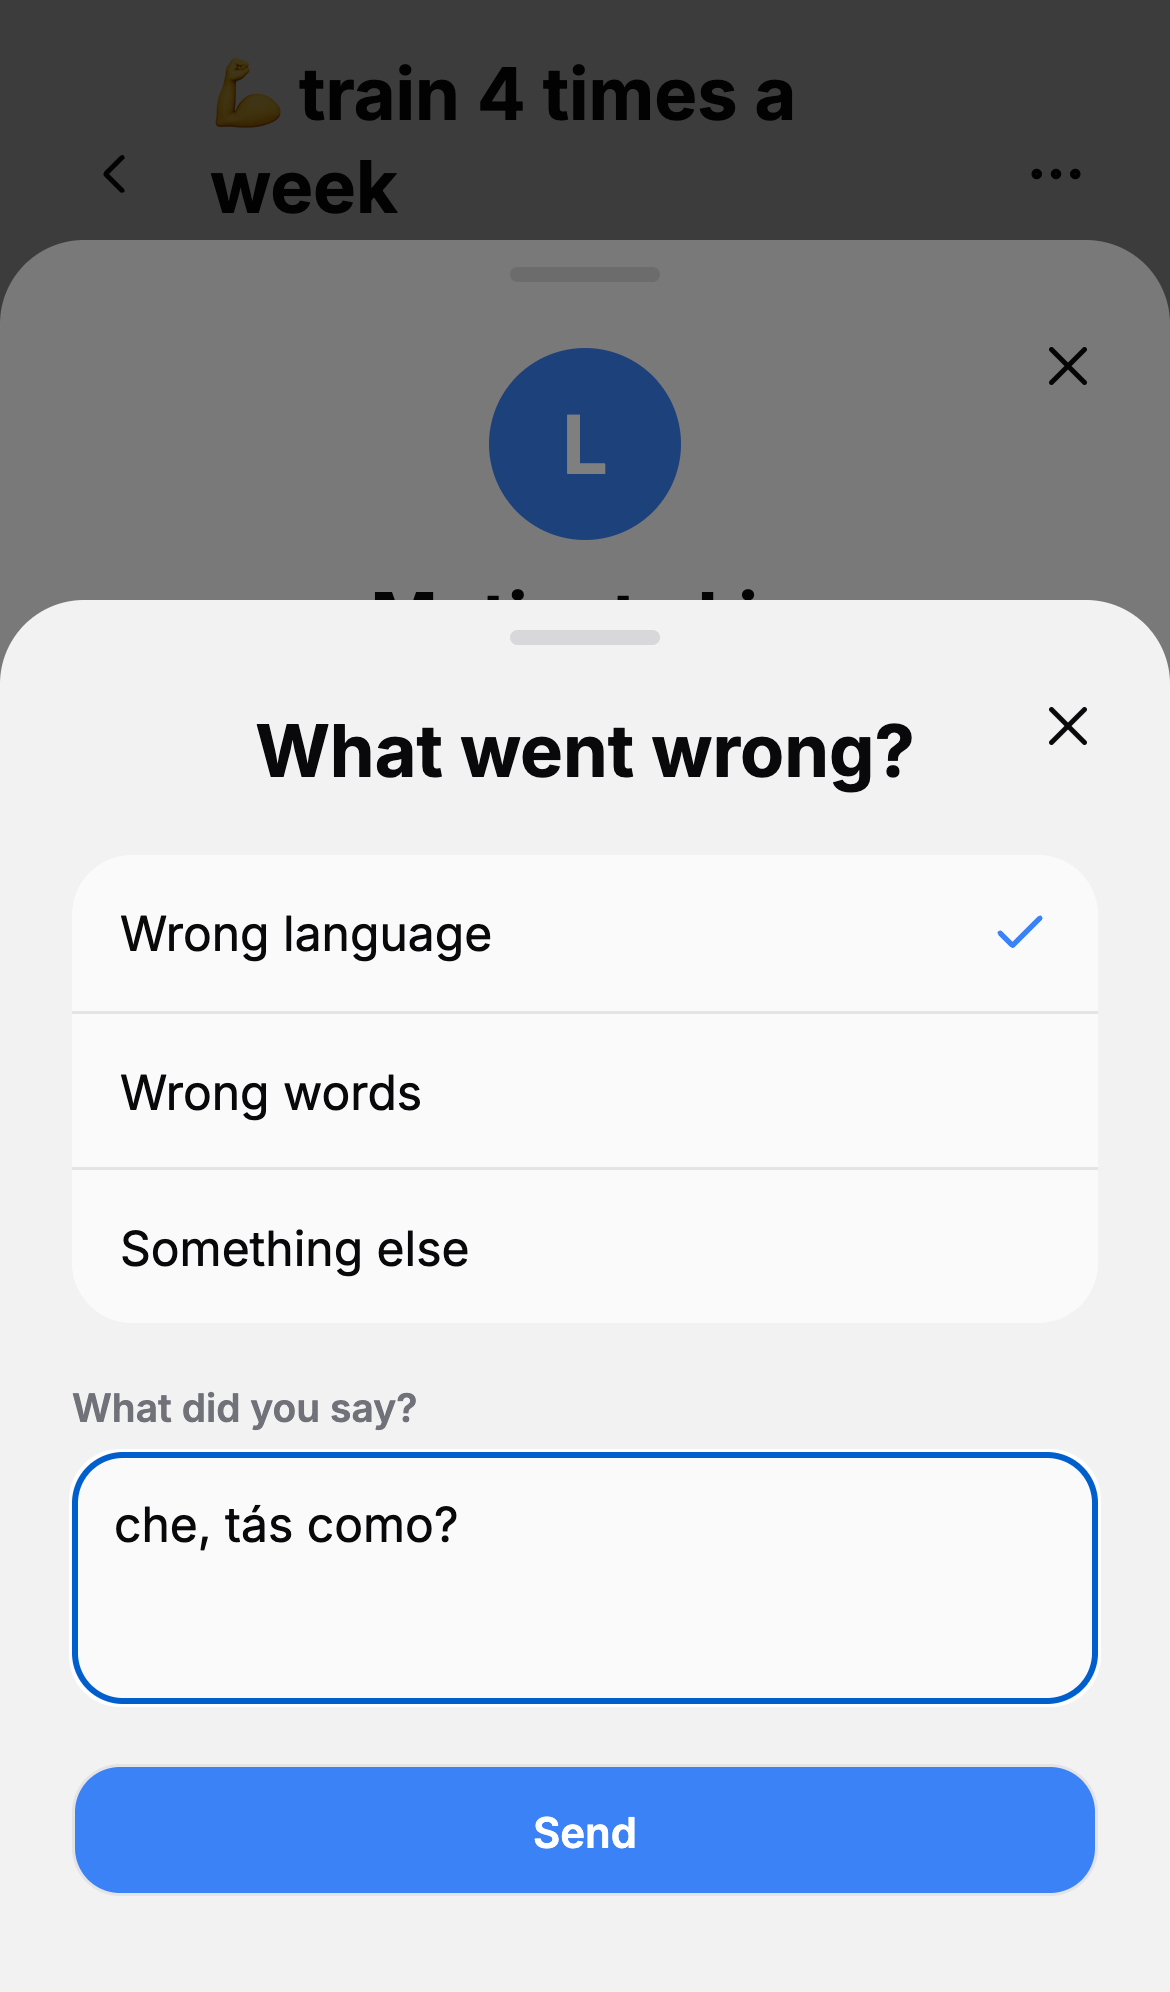 💪 train 4 times a
week
L
What went wrong?
Wrong language
Wrong words
Something else
What did you say?
che, tás como?
Send